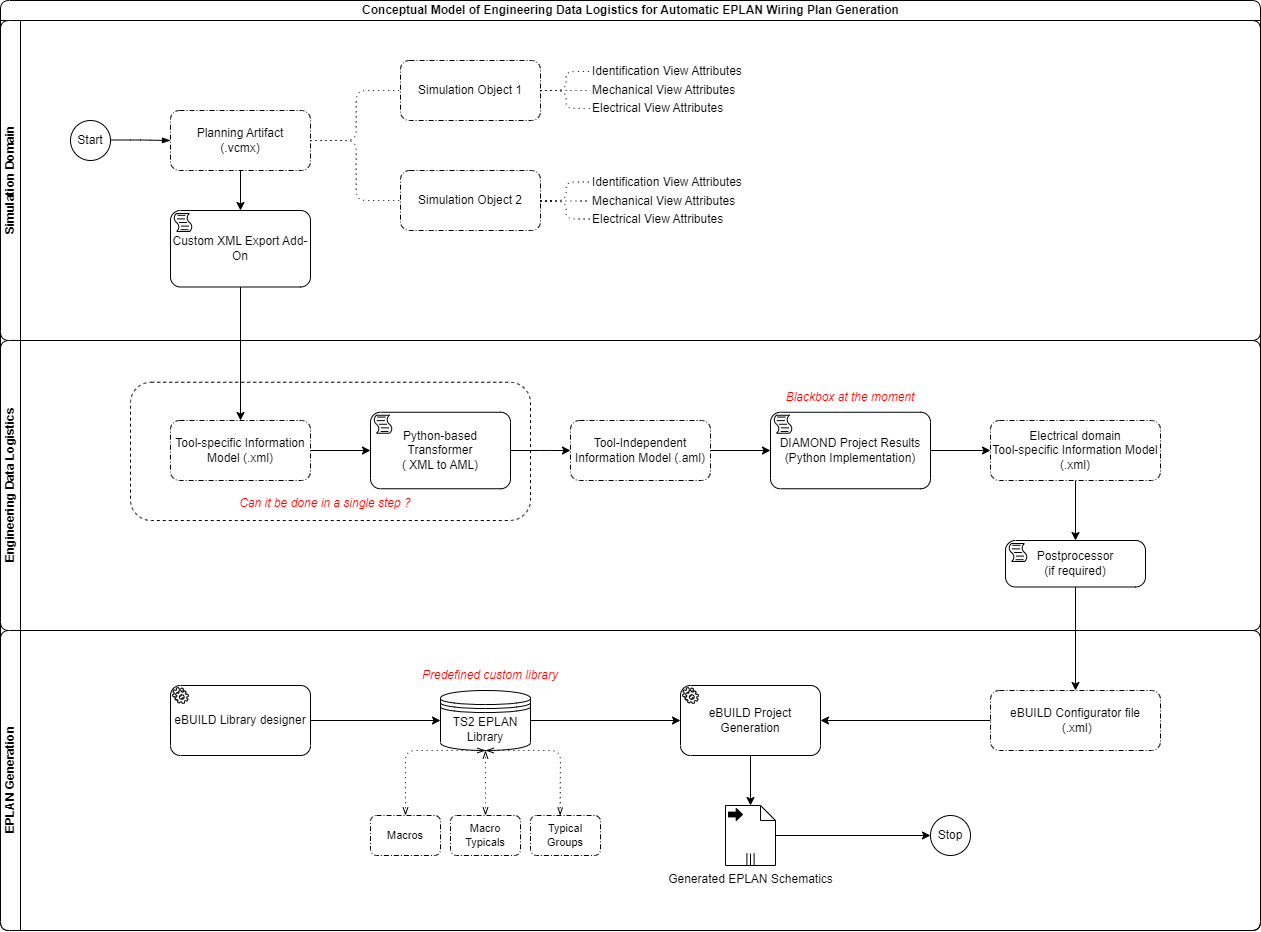 Conceptual Model of Engineering Data Logistics for Automatic EPLAN Wiring Plan Generation
Simulation Domain
Start
Planning Artifact
(.vcmx)
Simulation Object 1
Identification View Attributes
Mechanical View Attributes
Electrical View Attributes
Simulation Object 2
Identification View Attributes
Mechanical View Attributes
Electrical View Attributes
Custom XML Export Add-
On
Engineering Data Logistics
Tool-specific Information
Model (.xml)
Python-based
Transformer
( XML to AML)
Can it be done in a single step ?
Tool-Independent
Information Model (.aml)
Blackbox at the moment
DIAMOND Project Results
(Python Implementation)
Electrical domain
Tool-specific Information Model
(.xml)
Postprocessor
(if required)
EPLAN Generation
eBUILD Library designer
Predefined custom library
TS2 EPLAN
Library
Macros
Macro
Typicals
Typical
Groups
eBUILD Project
Generation
eBUILD Configurator file
(.xml)
Generated EPLAN Schematics
Stop